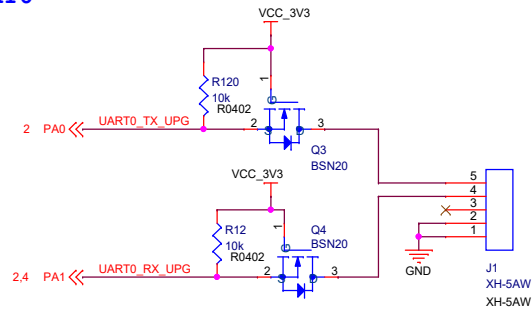 VCC_3V3
R120
10k
R0402
1
G
2 PA0 UART0_TX_UPG 2 S D 3
Q3
BSN20
VCC_3V3
5
4
3
2
1
R12
10k
R0402
1
G
Q4
BSN20
2,4 PA1 UART0_RX_UPG 2 S D 3
GND
J1
XH-5AW
XH-5AW